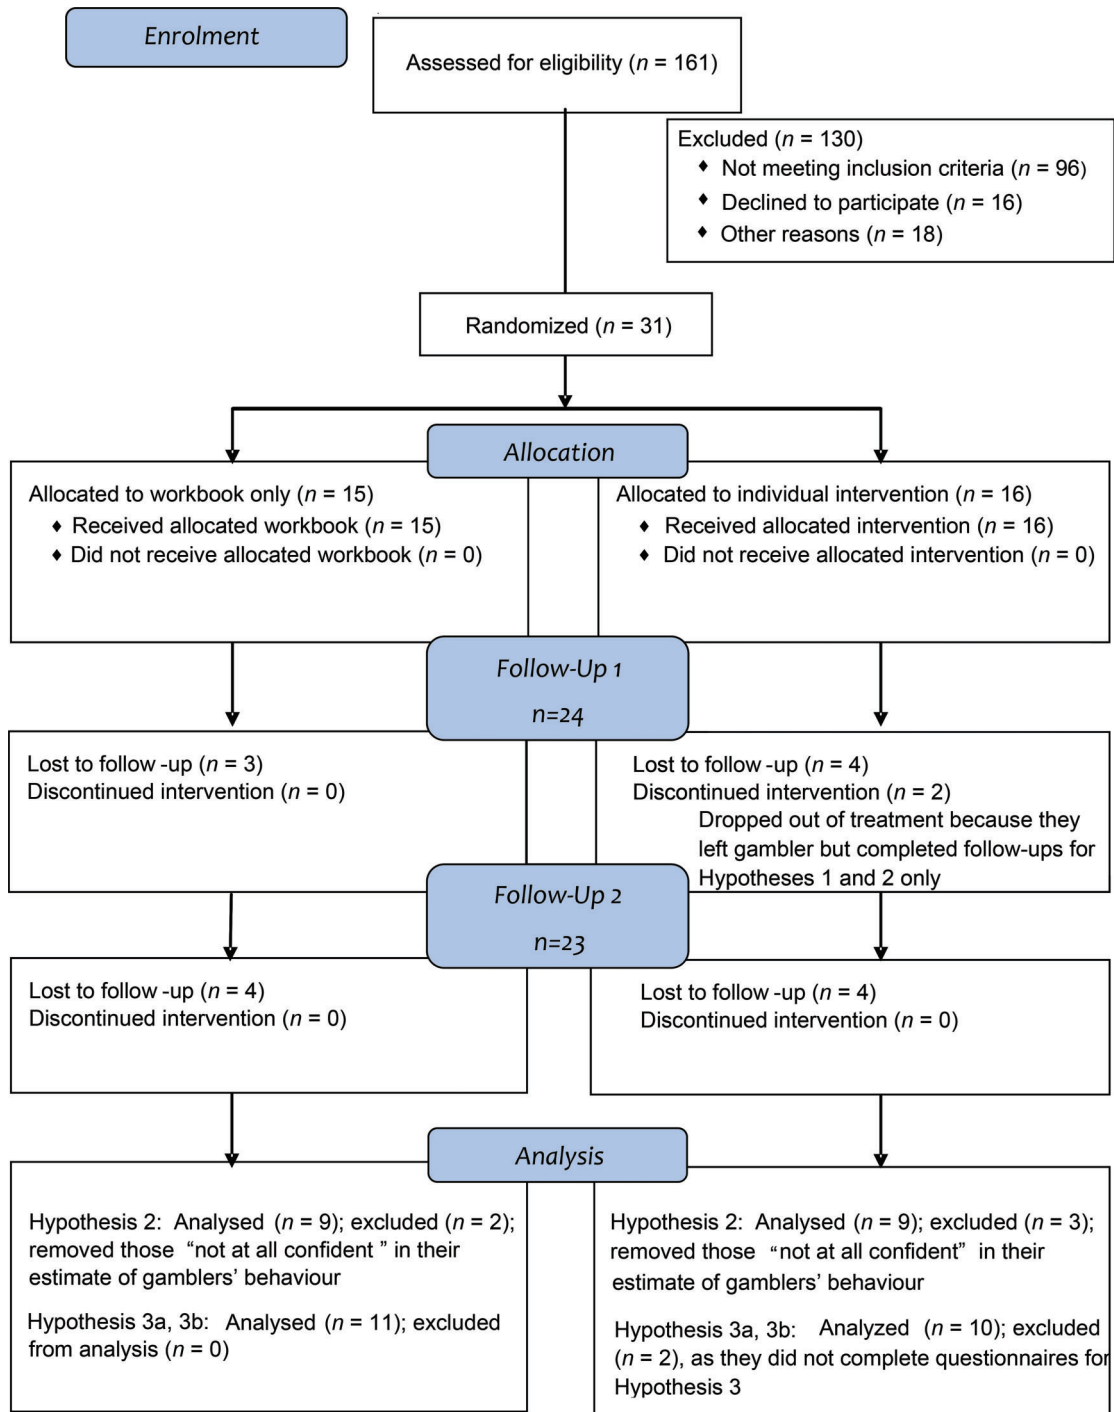 Enrolment
Assessed for eligibility (n = 161)
Excluded (n = 130)
♦ Not meeting inclusion criteria (n = 96)
♦ Declined to participate (n = 16)
♦ Other reasons (n = 18)
Randomized (n = 31)
Allocation
Allocated to workbook only (n = 15)
♦ Received allocated workbook (n = 15)
♦ Did not receive allocated workbook (n = 0)
Allocated to individual intervention (n = 16)
♦ Received allocated intervention (n = 16)
♦ Did not receive allocated intervention (n = 0)
Follow-Up 1
n=24
Lost to follow -up (n = 3)
Discontinued intervention (n = 0)
Lost to follow -up (n = 4)
Discontinued intervention (n = 2)
Dropped out of treatment because they
left gambler but completed follow-ups for
Hypotheses 1 and 2 only
Follow-Up 2
n=23
Lost to follow -up (n = 4)
Discontinued intervention (n = 0)
Lost to follow -up (n = 4)
Discontinued intervention (n = 0)
Analysis
Hypothesis 2: Analysed (n = 9); excluded (n = 2);
removed those “not at all confident ” in their
estimate of gamblers’ behaviour
Hypothesis 3a, 3b: Analysed (n = 11); excluded
from analysis (n = 0)
Hypothesis 2: Analysed (n = 9); excluded (n = 3);
removed those “not at all confident” in their
estimate of gamblers’ behaviour
Hypothesis 3a, 3b: Analyzed (n = 10); excluded
(n = 2), as they did not complete questionnaires for
Hypothesis 3